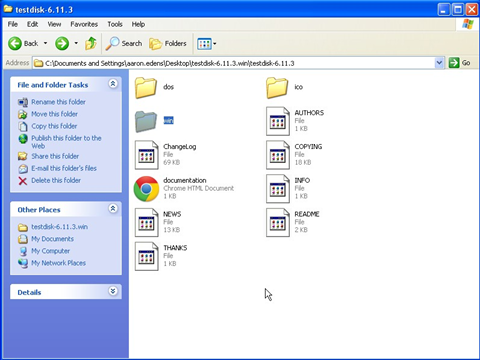 testdisk-6.11.3
File Edit View Favorites Tools Help
Back Search Folders
Address C:\Documents and Settings\aaron.edens\Desktop\testdisk-6.11.3.win\testdisk-6.11.3 Go
File and Folder Tasks
Rename this folder
Move this folder
Copy this folder
Publish this folder to the
Web
Share this folder
E-mail this folder's files
Delete this folder
Other Places
testdisk-6.11.3.win
My Documents
My Computer
My Network Places
Details
dos
ico
win
AUTHORS
File
1 KB
ChangeLog
File
69 KB
COPYING
File
18 KB
documentation
Chrome HTML Document
1 KB
INFO
File
1 KB
NEWS
File
13 KB
README
File
2 KB
THANKS
File
1 KB